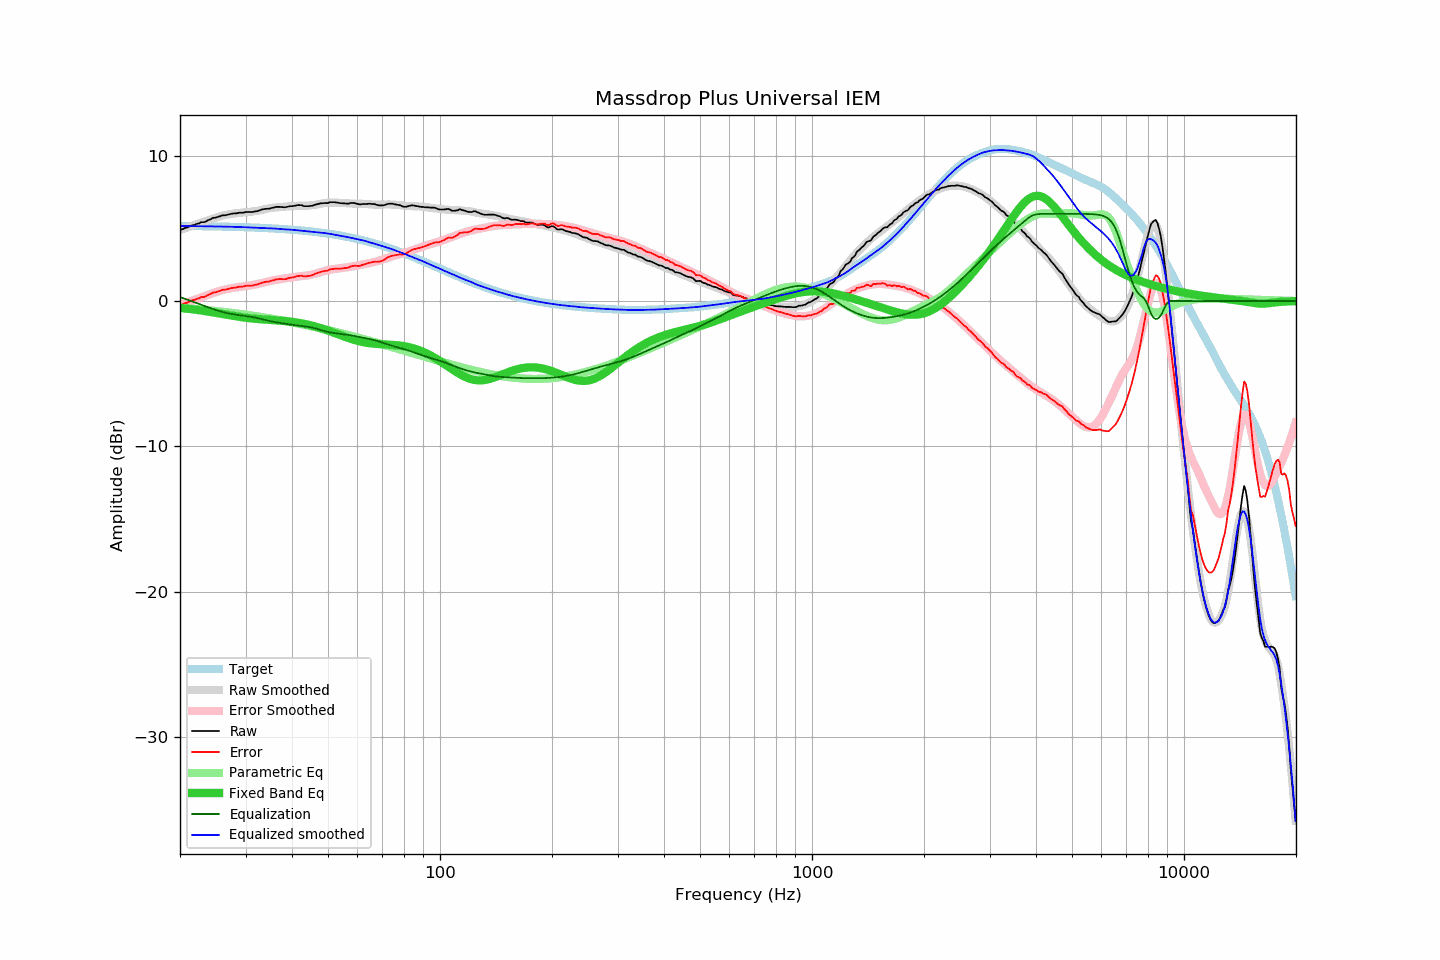 Massdrop Plus Universal IEM
10
0
−10
−20
−30
Amplitude (dBr)
Target
Raw Smoothed
Error Smoothed
Raw
Error
Parametric Eq
Fixed Band Eq
Equalization
Equalized smoothed
100
1000
10000
Frequency (Hz)